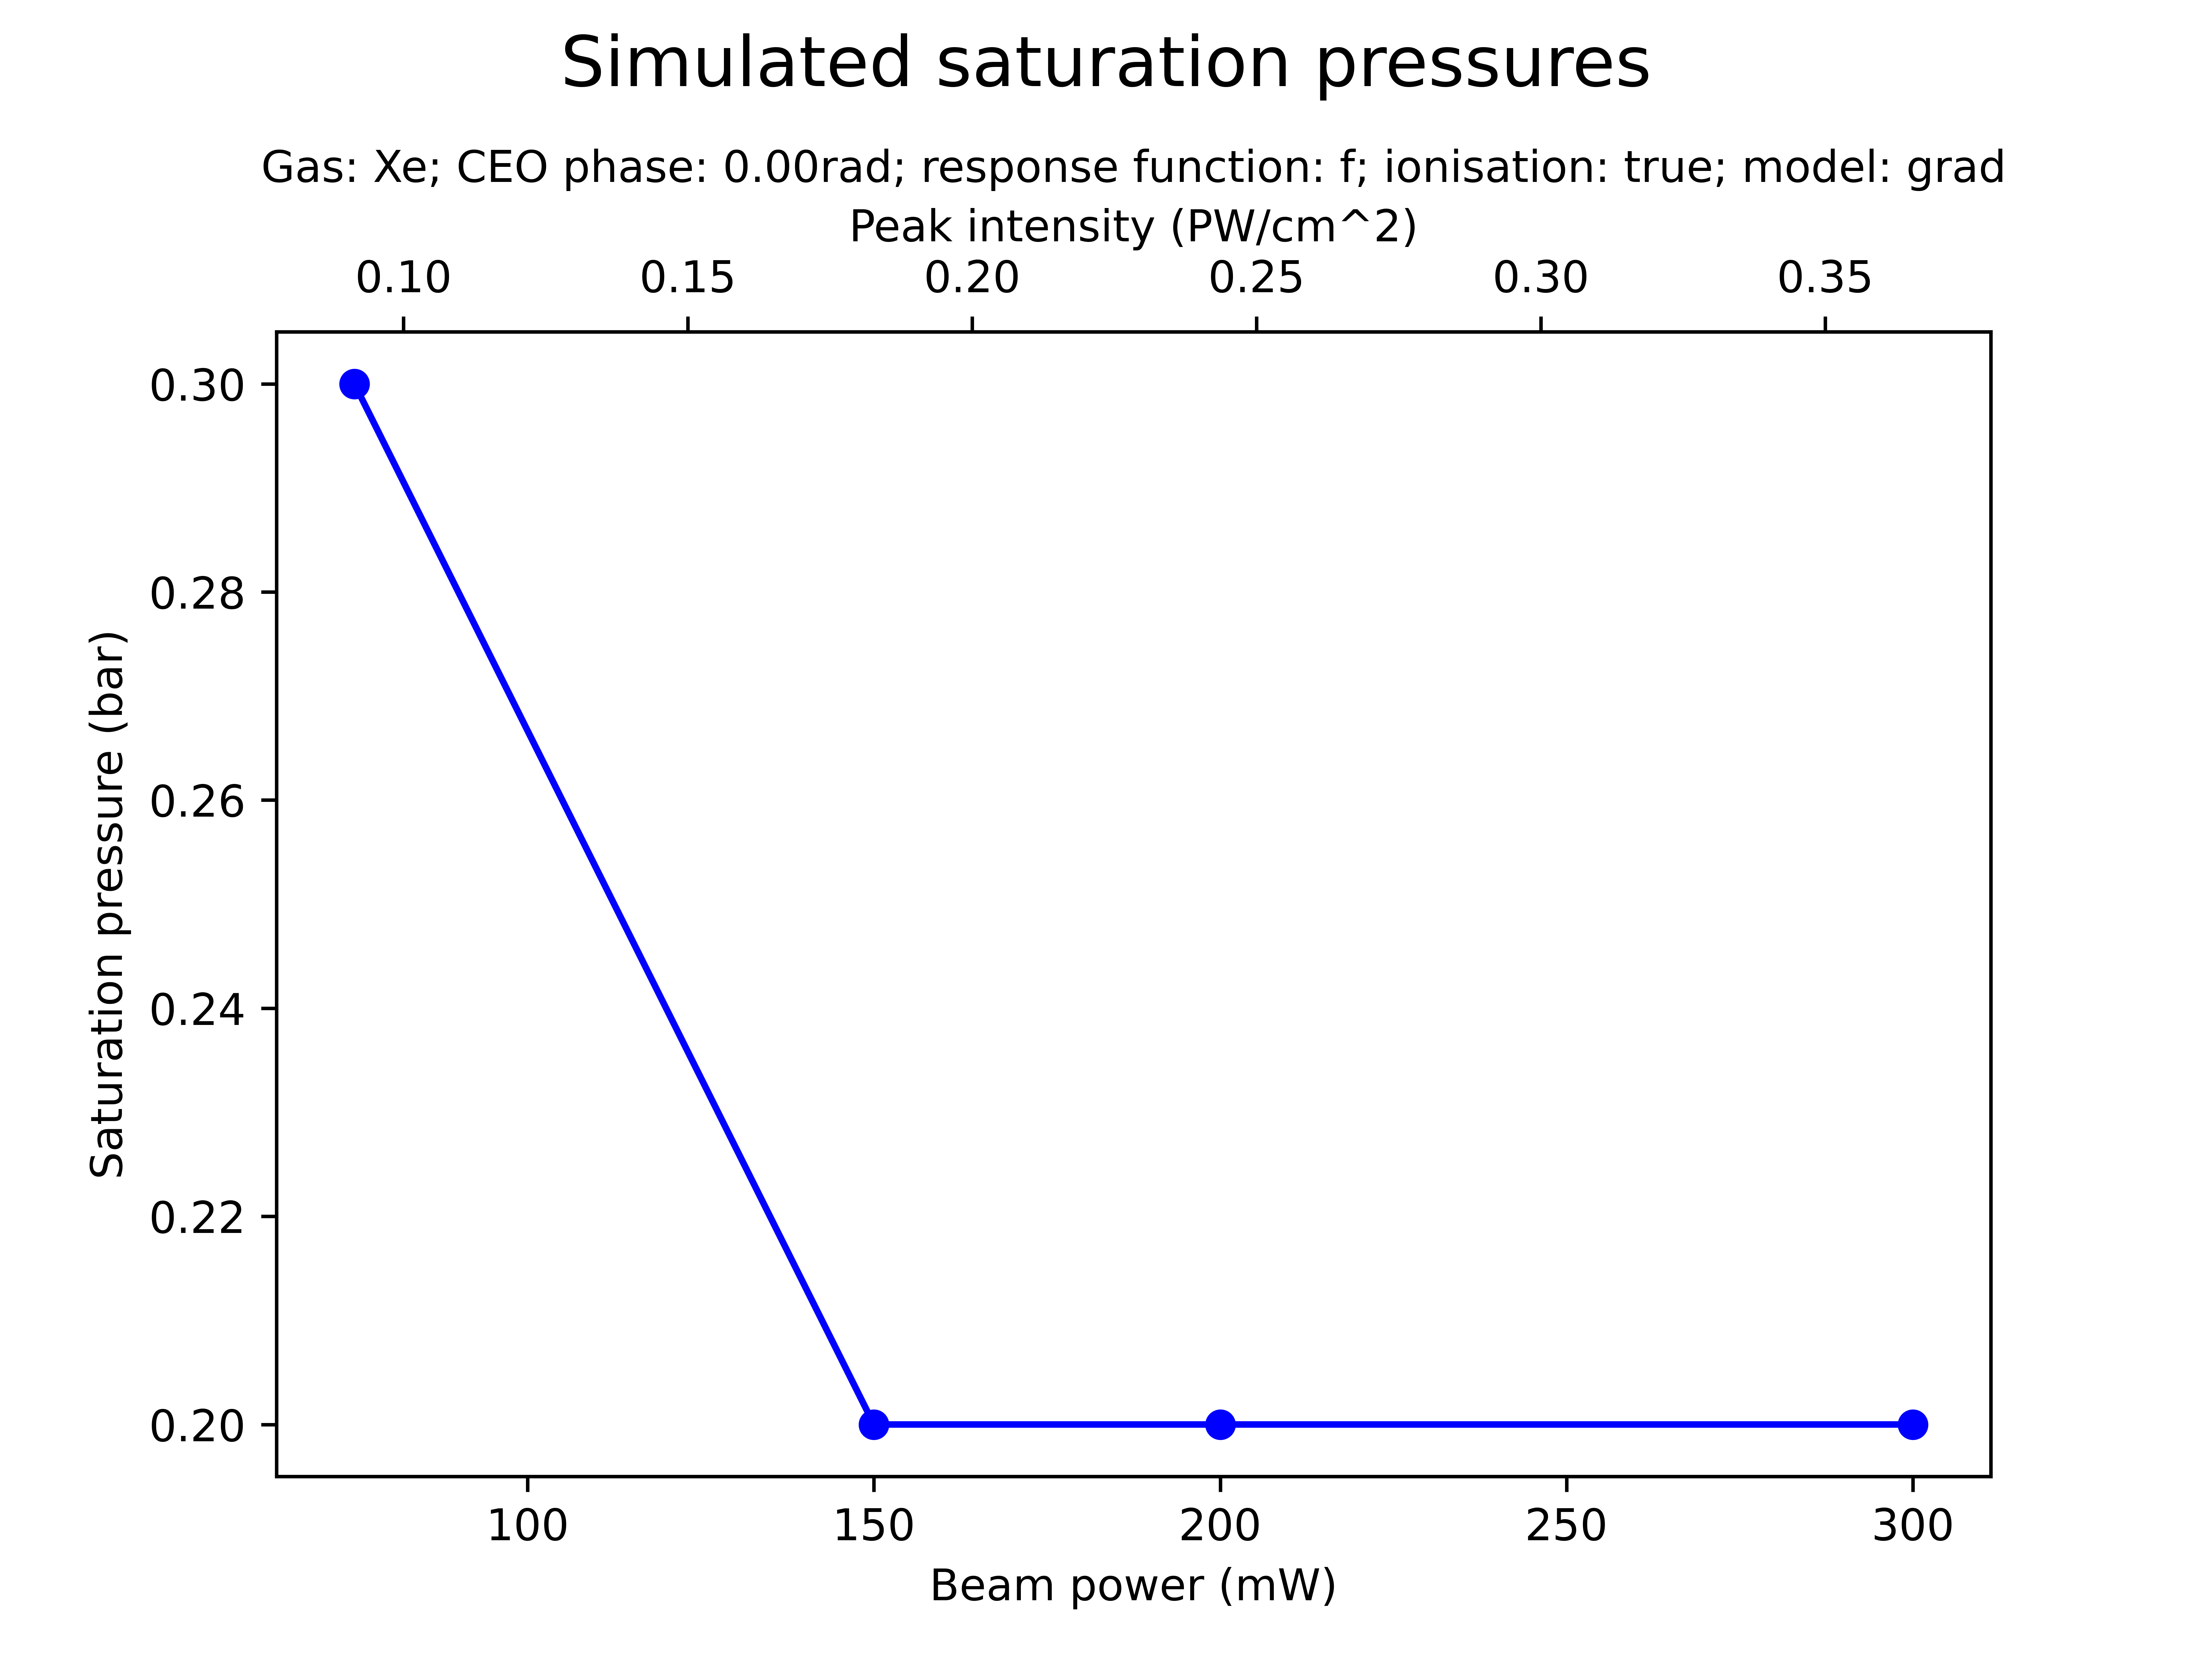 Simulated saturation pressures
Gas: Xe; CEO phase: 0.00rad; response function: f; ionisation: true; model: grad
Peak intensity (PW/cm^2)
0.10 0.15 0.20 0.25 0.30 0.35
0.30
0.28
0.26
0.24
0.22
0.20
Saturation pressure (bar)
100 150 200 250 300
Beam power (mW)